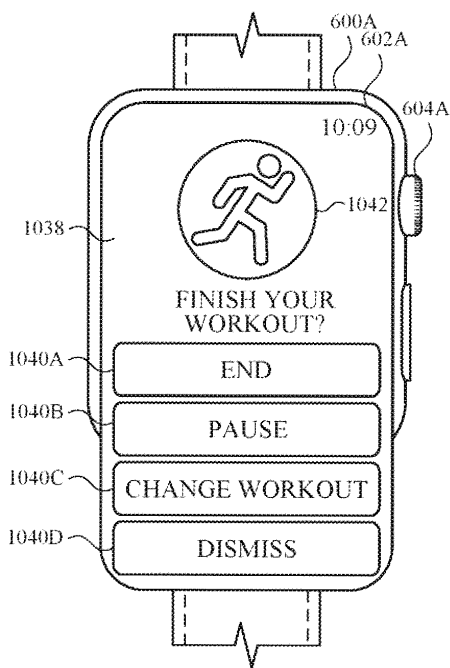 600A
602A
604A
10:09
1042
1038
FINISH YOUR
WORKOUT?
1040A
END
1040B
PAUSE
1040C
CHANGE WORKOUT
1040D
DISMISS